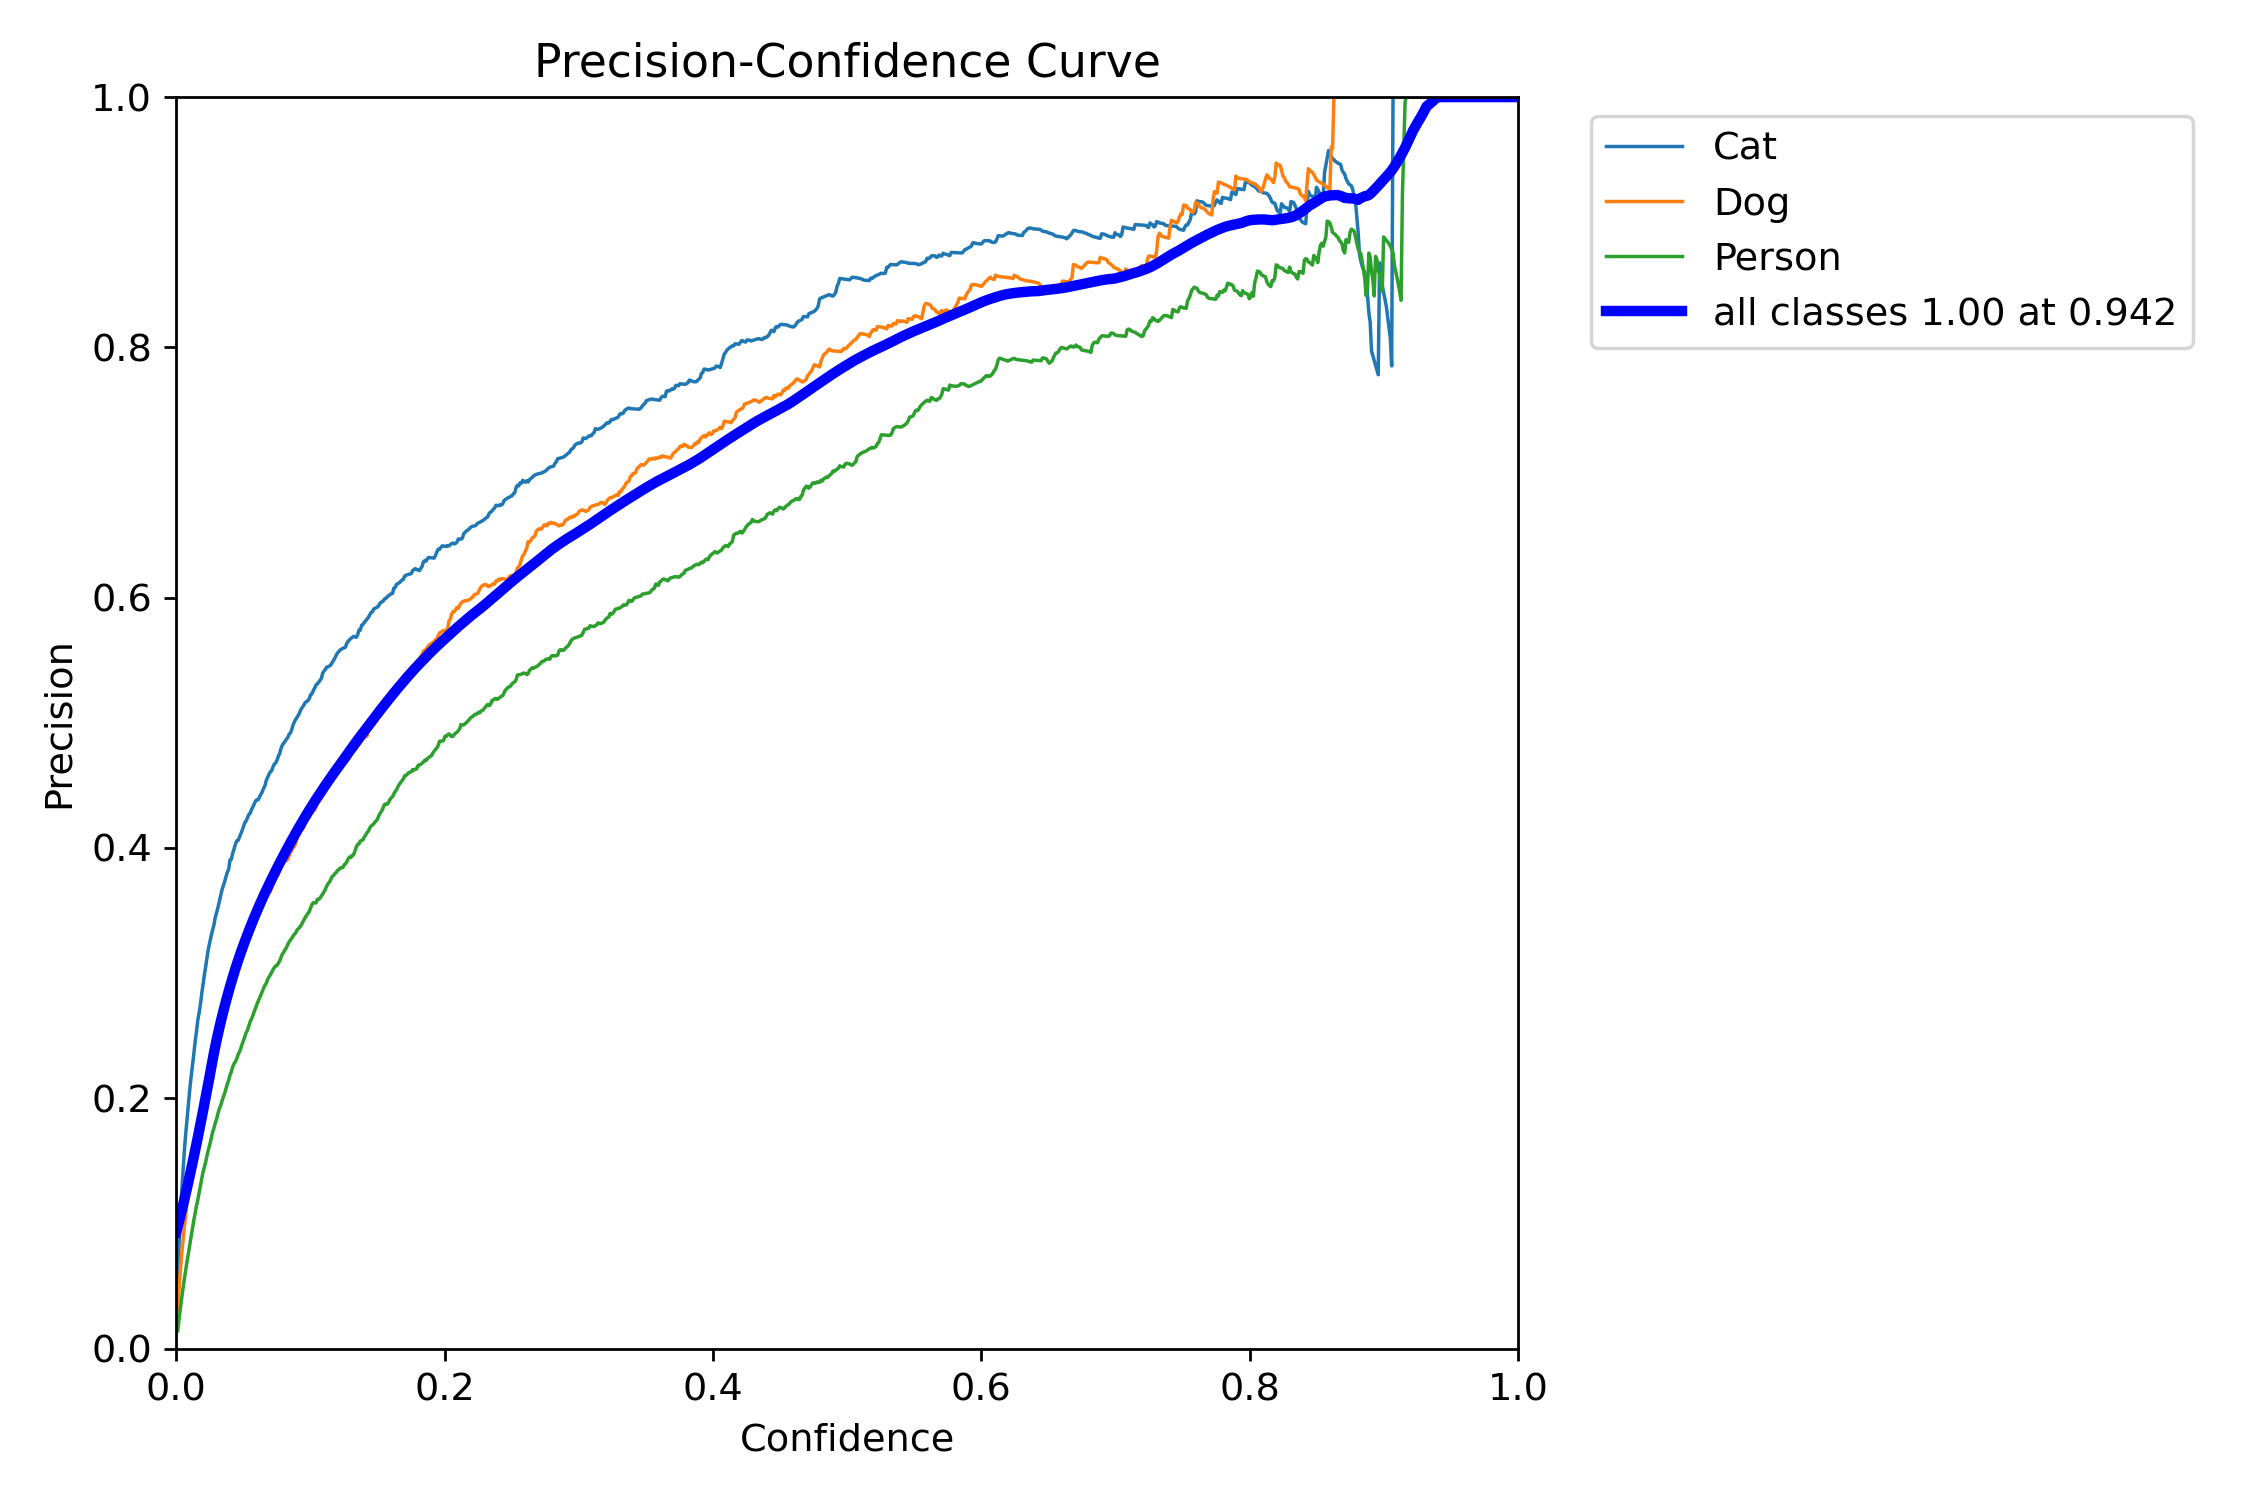 Precision-Confidence Curve
1.0
0.8
0.6
0.4
0.2
0.0
Precision
0.0 0.2 0.4 0.6 0.8 1.0
Confidence
Cat
Dog
Person
all classes 1.00 at 0.942